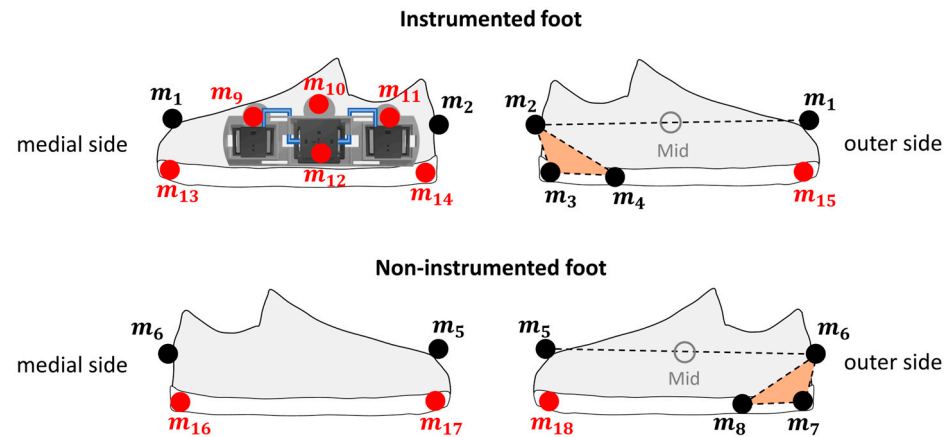 Instrumented foot
m₁ m₉ m₁₀ m₁₁ m₂ m₂ m₁
medial side Mid outer side
m₁₂
m₁₃ m₁₄ m₃ m₄ m₁₅
Non-instrumented foot
m₆ m₅ m₅ m₆
medial side Mid outer side
m₁₆ m₁₇ m₁₈ m₈ m₇